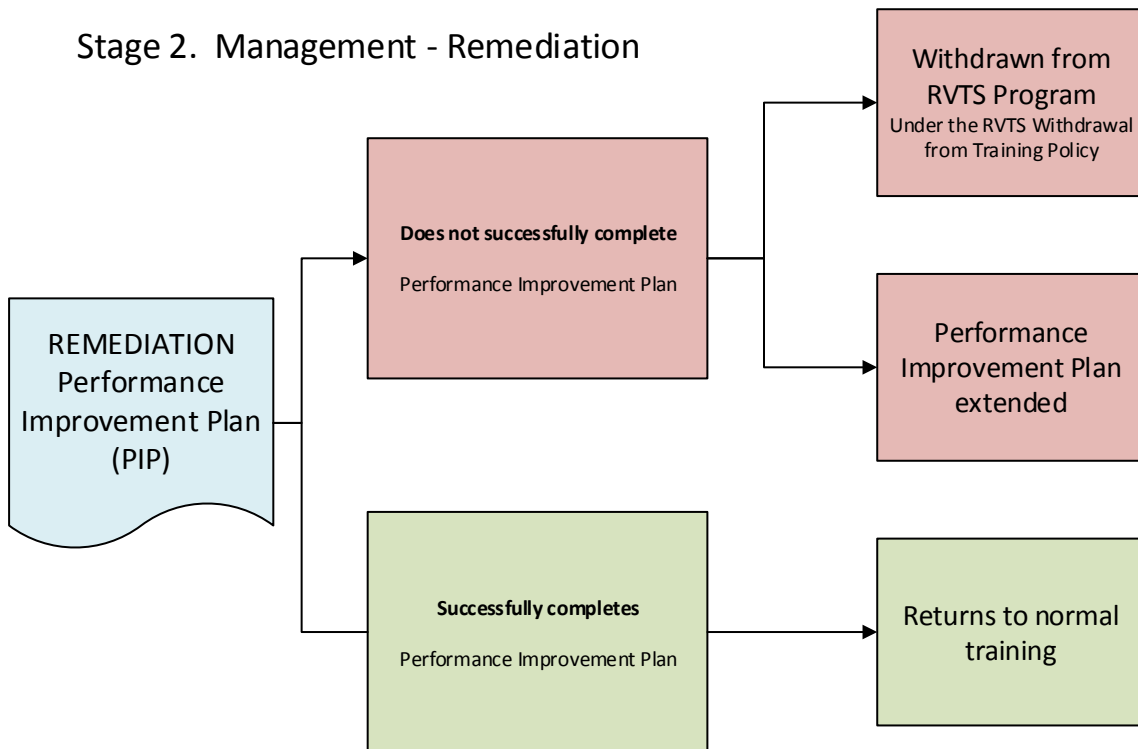 Stage 2.  Management - Remediation
REMEDIATION
Performance
Improvement Plan
(PIP)
Does not successfully complete
Performance Improvement Plan
Withdrawn from
RVTS Program
Under the RVTS Withdrawal
from Training Policy
Performance
Improvement Plan
extended
Successfully completes
Performance Improvement Plan
Returns to normal
training